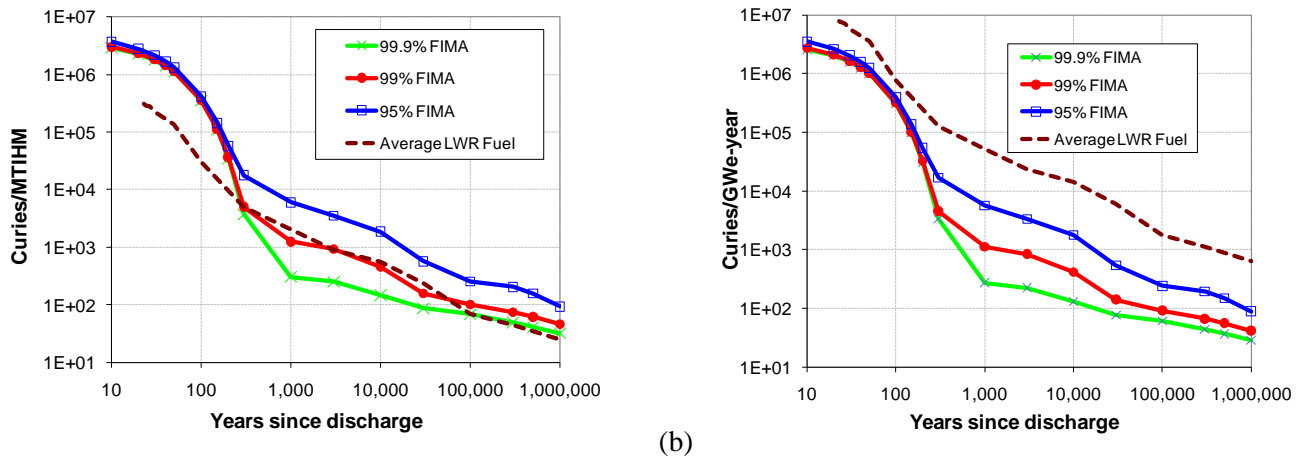 1E+07
1E+06
1E+05
1E+04
1E+03
1E+02
1E+01
Curies/MTIHM
99.9% FIMA
99% FIMA
95% FIMA
Average LWR Fuel
10 100 1,000 10,000 100,000 1,000,000
Years since discharge
(b)
1E+07
1E+06
1E+05
1E+04
1E+03
1E+02
1E+01
Curies/GWe-year
99.9% FIMA
99% FIMA
95% FIMA
Average LWR Fuel
10 100 1,000 10,000 100,000 1,000,000
Years since discharge